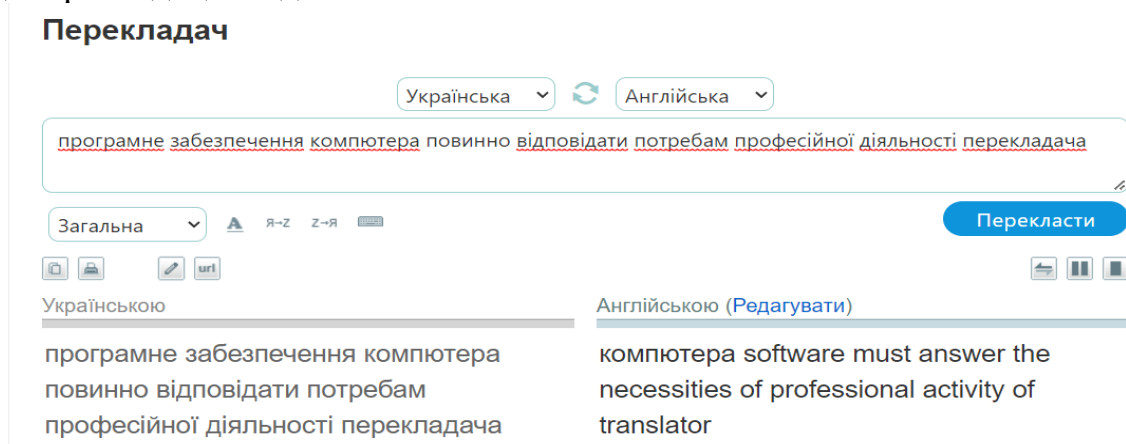 Перекладач
Українська Англійська
програмне забезпечення компютера повинно відповідати потребам професійної діяльності перекладача
Загальна A Я→Z Z→Я Перекласти
url
Українською Англійською (Редагувати)
програмне забезпечення компютера
повинно відповідати потребам
професійної діяльності перекладача
компютера software must answer the
necessities of professional activity of
translator